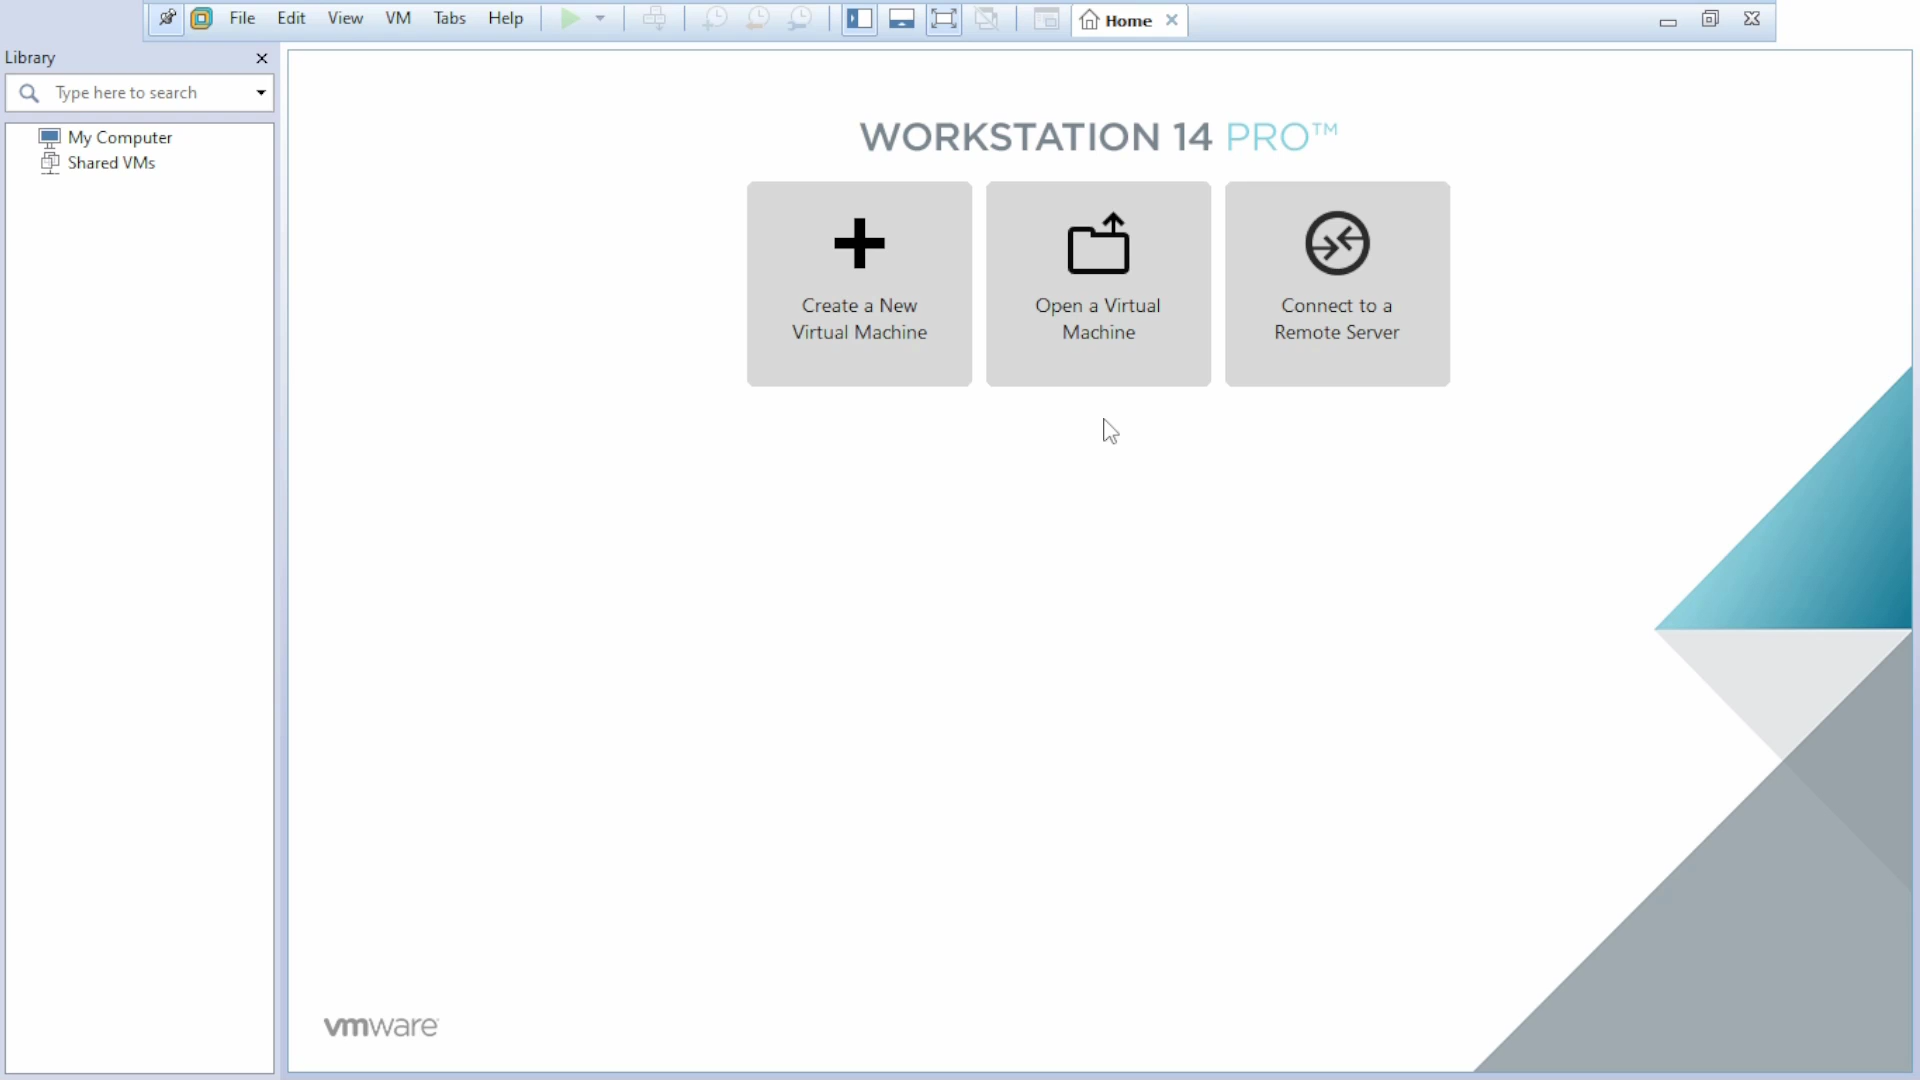 File Edit View VM Tabs Help Home
Library
Type here to search
My Computer
Shared VMs
WORKSTATION 14 PRO™
Create a New
Virtual Machine
Open a Virtual
Machine
Connect to a
Remote Server
vmware